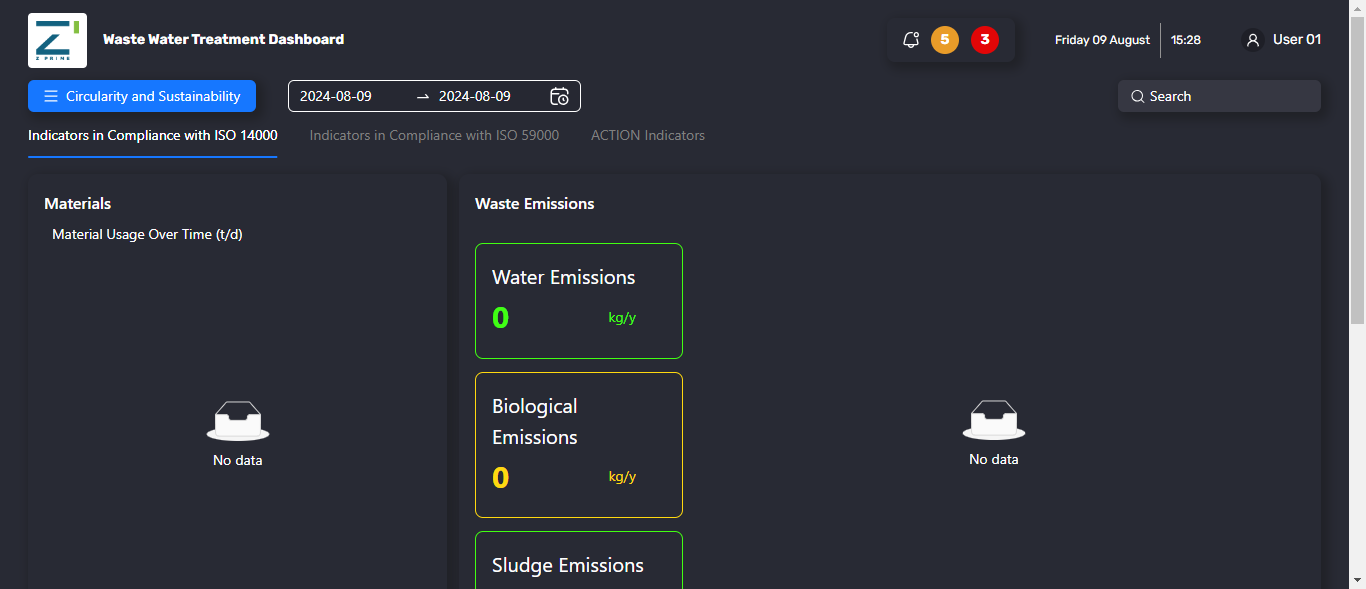 Z PRIME
Waste Water Treatment Dashboard
5
3
Friday 09 August
15:28
User 01
Circularity and Sustainability
2024-08-09
2024-08-09
Search
Indicators in Compliance with ISO 14000
Indicators in Compliance with ISO 59000
ACTION Indicators
Materials
Material Usage Over Time (t/d)
No data
Waste Emissions
Water Emissions
0 kg/y
Biological
Emissions
0 kg/y
Sludge Emissions
No data